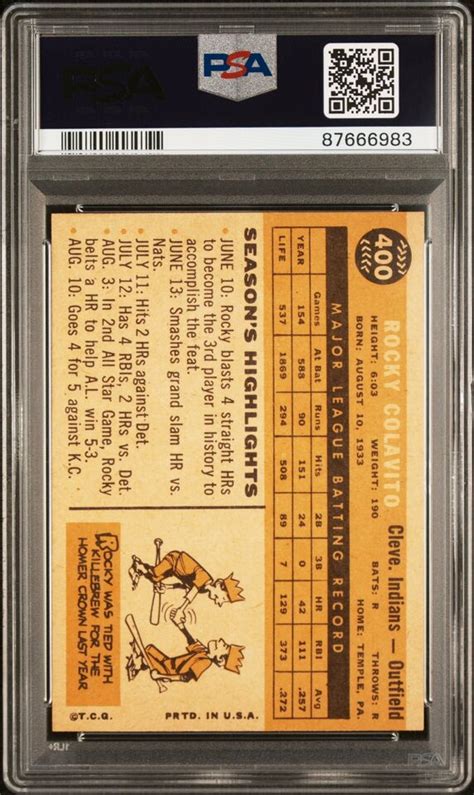 PSA
PSA
87666983
400
ROCKY COLAVITO
Cleve. Indians — Outfield
HEIGHT: 6:03 WEIGHT: 190 BATS: R THROWS: R
BORN: AUGUST 10, 1933 HOME: TEMPLE, PA.
MAJOR LEAGUE BATTING RECORD
Games At Bat Runs Hits 2B 3B HR RBI Avg
YEAR 154 588 90 151 24 0 42 111 .257
LIFE 537 1869 294 508 89 7 129 373 .272
SEASON'S HIGHLIGHTS
• JUNE 10: Rocky blasts 4 straight HRs
to become the 3rd player in history to
accomplish the feat.
• JUNE 13: Smashes grand slam HR vs.
Nats.
• JULY 11: Hits 2 HRs against Det.
• JULY 12: Has 4 RBIs, 2 HRs vs. Det.
• AUG. 3: In 2nd All Star Game, Rocky
belts a HR to help A.L. win 5-3.
• AUG. 10: Goes 4 for 5 against K.C.
ROCKY WAS TIED WITH
KILLEBREW FOR THE
HOMER CROWN LAST YEAR
©T.C.G. PRTD. IN U.S.A.
PSA